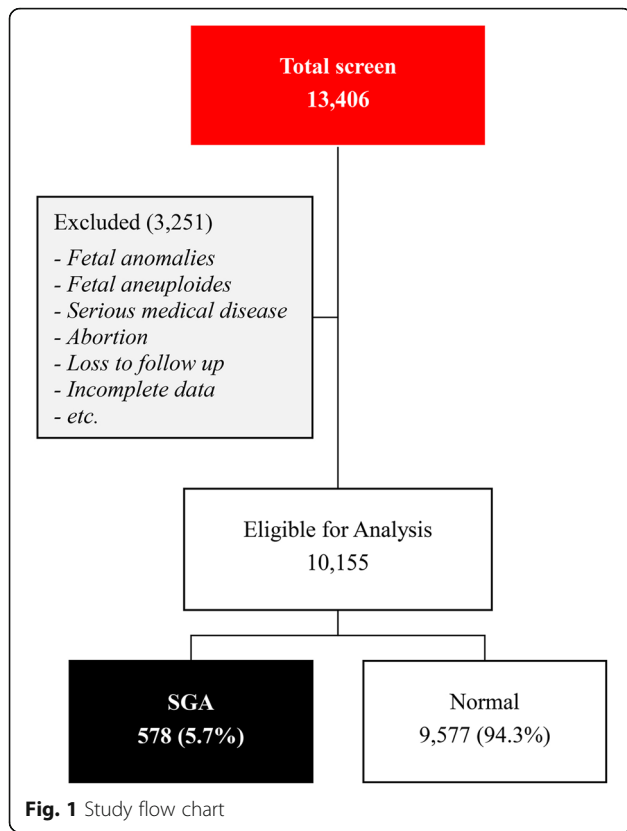 Total screen
13,406
Excluded (3,251)
- Fetal anomalies
- Fetal aneuploides
- Serious medical disease
- Abortion
- Loss to follow up
- Incomplete data
- etc.
Eligible for Analysis
10,155
SGA
578 (5.7%)
Normal
9,577 (94.3%)
Fig. 1 Study flow chart